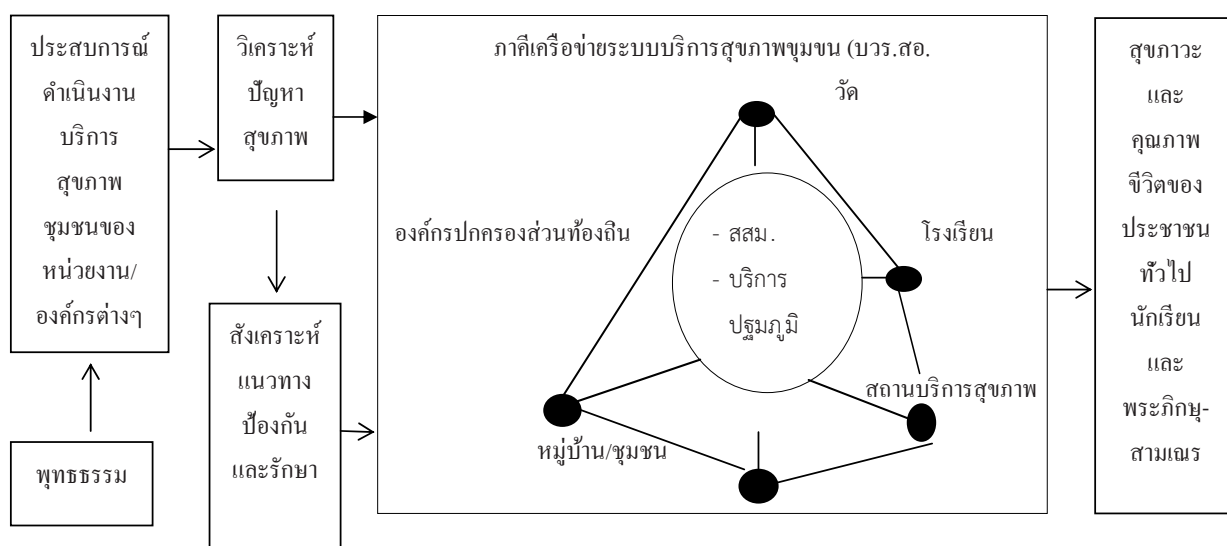 ประสบการณ์
ดำเนินงาน
บริการ
สุขภาพ
ชุมชนของ
หน่วยงาน/
องค์กรต่างๆ
พุทธธรรม
วิเคราะห์
ปัญหา
สุขภาพ
สังเคราะห์
แนวทาง
ป้องกัน
และรักษา
ภาคีเครือข่ายระบบบริการสุขภาพขุมขน (บวร.สอ.
วัด
องค์กรปกครองส่วนท้องถิ่น
โรงเรียน
- สสม.
- บริการ
ปฐมภูมิ
สถานบริการสุขภาพ
หมู่บ้าน/ชุมชน
สุขภาวะ
และ
คุณภาพ
ขีวิตของ
ประชาชน
ทั่วไป
นักเรียน
และ
พระภิกษุ-
สามเณร